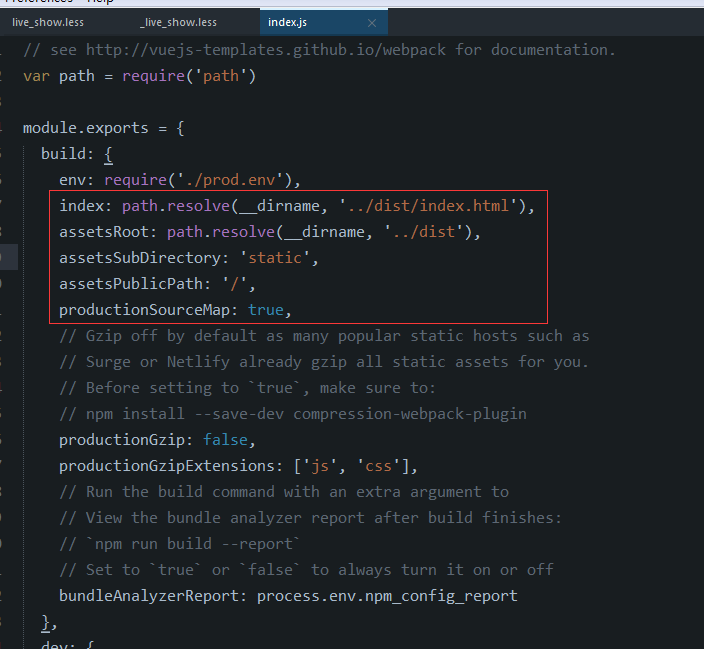 Preferences Help
live_show.less _live_show.less index.js ×
// see http://vuejs-templates.github.io/webpack for documentation.
var path = require('path')
module.exports = {
build: {
env: require('./prod.env'),
index: path.resolve(__dirname, '../dist/index.html'),
assetsRoot: path.resolve(__dirname, '../dist'),
assetsSubDirectory: 'static',
assetsPublicPath: '/',
productionSourceMap: true,
// Gzip off by default as many popular static hosts such as
// Surge or Netlify already gzip all static assets for you.
// Before setting to `true`, make sure to:
// npm install --save-dev compression-webpack-plugin
productionGzip: false,
productionGzipExtensions: ['js', 'css'],
// Run the build command with an extra argument to
// View the bundle analyzer report after build finishes:
// `npm run build --report`
// Set to `true` or `false` to always turn it on or off
bundleAnalyzerReport: process.env.npm_config_report
},
dev: {